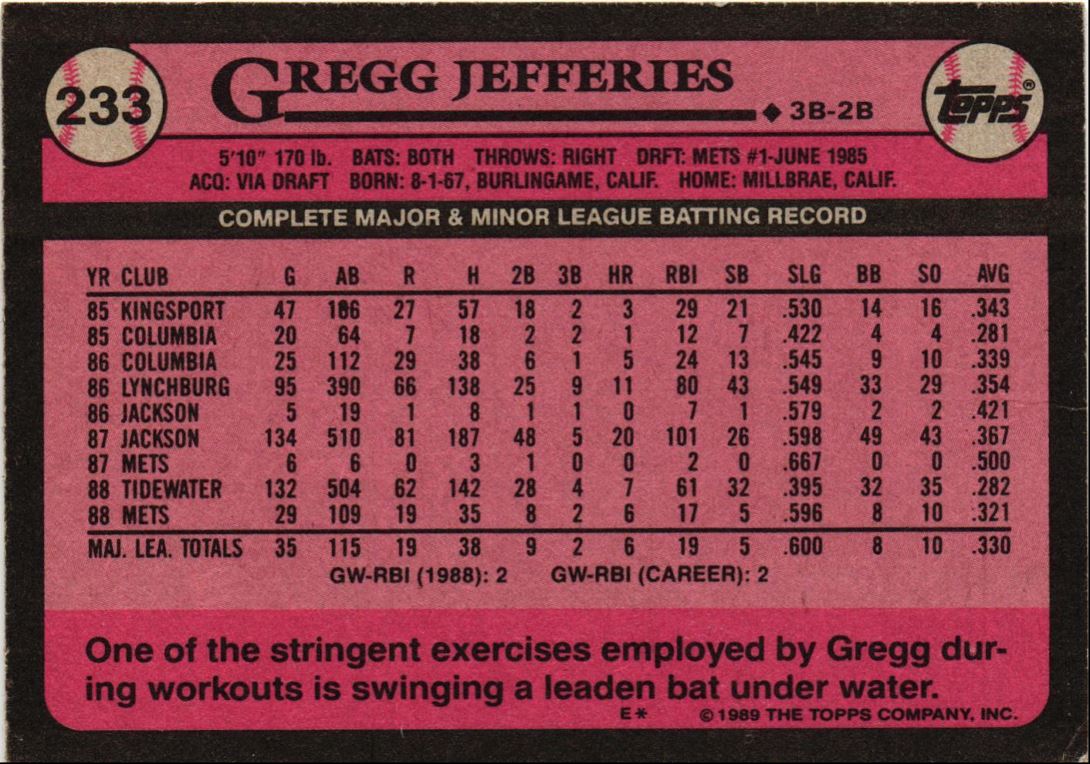 233
GREGG JEFFERIES
◆ 3B-2B
TOPPS®
5'10" 170 lb. BATS: BOTH THROWS: RIGHT DRFT: METS #1-JUNE 1985
ACQ: VIA DRAFT BORN: 8-1-67, BURLINGAME, CALIF. HOME: MILLBRAE, CALIF.
COMPLETE MAJOR & MINOR LEAGUE BATTING RECORD
YR CLUB G AB R H 2B 3B HR RBI SB SLG BB SO AVG
85 KINGSPORT 47 166 27 57 18 2 3 29 21 .530 14 16 .343
85 COLUMBIA 20 64 7 18 2 2 1 12 7 .422 4 4 .281
86 COLUMBIA 25 112 29 38 6 1 5 24 13 .545 9 10 .339
86 LYNCHBURG 95 390 66 138 25 9 11 80 43 .549 33 29 .354
86 JACKSON 5 19 1 8 1 1 0 7 1 .579 2 2 .421
87 JACKSON 134 510 81 187 48 5 20 101 26 .598 49 43 .367
87 METS 6 6 0 3 1 0 0 2 0 .667 0 0 .500
88 TIDEWATER 132 504 62 142 28 4 7 61 32 .395 32 35 .282
88 METS 29 109 19 35 8 2 6 17 5 .596 8 10 .321
MAJ. LEA. TOTALS 35 115 19 38 9 2 6 19 5 .600 8 10 .330
GW-RBI (1988): 2 GW-RBI (CAREER): 2
One of the stringent exercises employed by Gregg dur-
ing workouts is swinging a leaden bat under water.
E* © 1989 THE TOPPS COMPANY, INC.